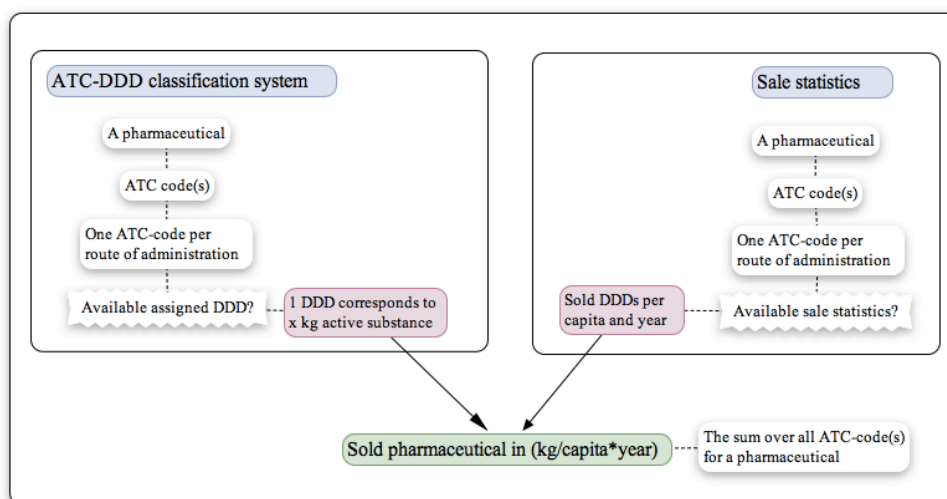 ATC-DDD classification system
A pharmaceutical
ATC code(s)
One ATC-code per
route of administration
Available assigned DDD?
1 DDD corresponds to
x kg active substance
Sale statistics
A pharmaceutical
ATC code(s)
One ATC-code per
route of administration
Available sale statistics?
Sold DDDs per
capita and year
Sold pharmaceutical in (kg/capita*year)
The sum over all ATC-code(s)
for a pharmaceutical